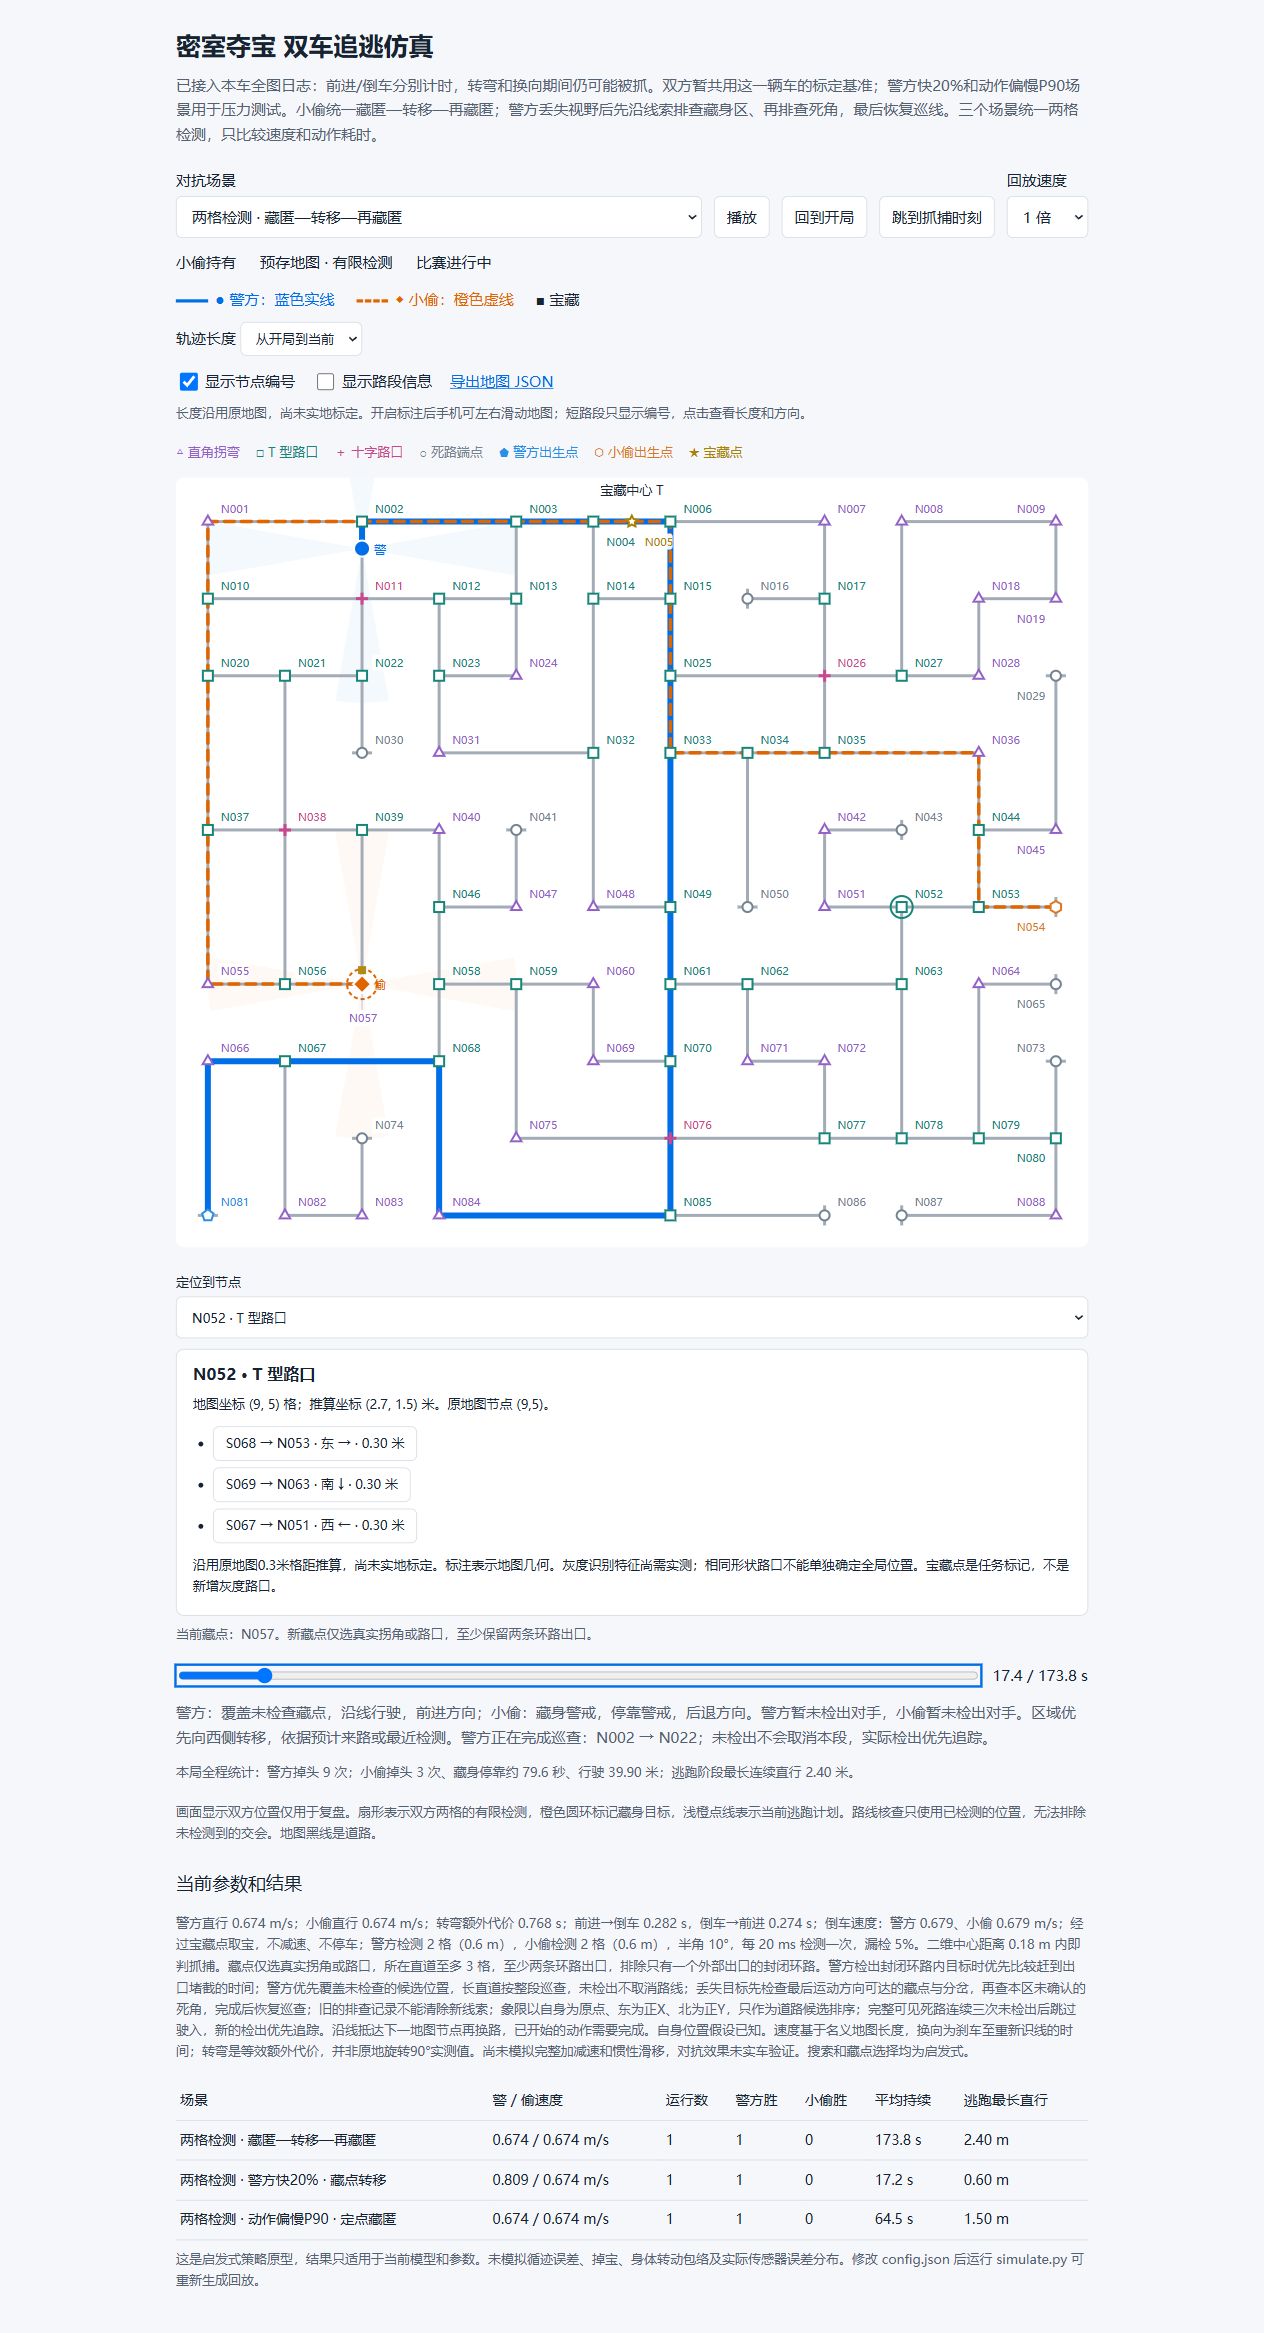 密室夺宝 双车追逃仿真
已接入本车全图日志：前进/倒车分别计时，转弯和换向期间仍可能被抓。双方暂共用这一辆车的标定基准；警方快20%和动作偏慢P90场
景用于压力测试。小偷统一藏匿—转移—再藏匿；警方丢失视野后先沿线索排查藏身区、再排查死角，最后恢复巡线。三个场景统一两格
检测，只比较速度和动作耗时。
对抗场景 回放速度
两格检测 · 藏匿—转移—再藏匿 播放 回到开局 跳到抓捕时刻 1 倍
小偷持有 预存地图 · 有限检测 比赛进行中
● 警方：蓝色实线 ◆ 小偷：橙色虚线 ■ 宝藏
轨迹长度 从开局到当前
显示节点编号 显示路段信息 导出地图 JSON
长度沿用原地图，尚未实地标定。开启标注后手机可左右滑动地图；短路段只显示编号，点击查看长度和方向。
△ 直角拐弯 □ T 型路口 + 十字路口 ○ 死路端点 ⬟ 警方出生点 ⬡ 小偷出生点 ★ 宝藏点
宝藏中心 T
N001 N002 N003 N006 N007 N008 N009
N004 N005
警
N010 N011 N012 N013 N014 N015 N016 N017 N018
N019
N020 N021 N022 N023 N024 N025 N026 N027 N028
N029
N030 N031 N032 N033 N034 N035 N036
N037 N038 N039 N040 N041 N042 N043 N044
N045
N046 N047 N048 N049 N050 N051 N052 N053
N054
N055 N056 N058 N059 N060 N061 N062 N063 N064
偷
N065
N057
N066 N067 N068 N069 N070 N071 N072 N073
N074 N075 N076 N077 N078 N079
N080
N081 N082 N083 N084 N085 N086 N087 N088
定位到节点
N052 · T 型路口
N052 • T 型路口
地图坐标 (9, 5) 格；推算坐标 (2.7, 1.5) 米。原地图节点 (9,5)。
• S068 → N053 · 东 → · 0.30 米
• S069 → N063 · 南 ↓ · 0.30 米
• S067 → N051 · 西 ← · 0.30 米
沿用原地图0.3米格距推算，尚未实地标定。标注表示地图几何。灰度识别特征尚需实测；相同形状路口不能单独确定全局位置。宝藏点是任务标记，不是
新增灰度路口。
当前藏点：N057。新藏点仅选真实拐角或路口，至少保留两条环路出口。
17.4 / 173.8 s
警方：覆盖未检查藏点，沿线行驶，前进方向；小偷：藏身警戒，停靠警戒，后退方向。警方暂未检出对手，小偷暂未检出对手。区域优
先向西侧转移，依据预计来路或最近检测。警方正在完成巡查：N002 → N022；未检出不会取消本段，实际检出优先追踪。
本局全程统计：警方掉头 9 次；小偷掉头 3 次、藏身停靠约 79.6 秒、行驶 39.90 米；逃跑阶段最长连续直行 2.40 米。
画面显示双方位置仅用于复盘。扇形表示双方两格的有限检测，橙色圆环标记藏身目标，浅橙点线表示当前逃跑计划。路线核查只使用已检测的位置，无法排除
未检测到的交会。地图黑线是道路。
当前参数和结果
警方直行 0.674 m/s；小偷直行 0.674 m/s；转弯额外代价 0.768 s；前进→倒车 0.282 s，倒车→前进 0.274 s；倒车速度：警方 0.679、小偷 0.679 m/s；经
过宝藏点取宝，不减速、不停车；警方检测 2 格（0.6 m），小偷检测 2 格（0.6 m），半角 10°，每 20 ms 检测一次，漏检 5%。二维中心距离 0.18 m 内即
判抓捕。藏点仅选真实拐角或路口，所在直道至多 3 格，至少两条环路出口，排除只有一个外部出口的封闭环路。警方检出封闭环路内目标时优先比较赶到出
口堵截的时间；警方优先覆盖未检查的候选位置，长直道按整段巡查，未检出不取消路线；丢失目标先检查最后运动方向可达的藏点与分岔，再查本区未确认的
死角，完成后恢复巡查；旧的排查记录不能清除新线索；象限以自身为原点、东为正X、北为正Y，只作为道路候选排序；完整可见死路连续三次未检出后跳过
驶入，新的检出优先追踪。沿线抵达下一地图节点再换路，已开始的动作需要完成。自身位置假设已知。速度基于名义地图长度，换向为刹车至重新识线的时
间；转弯是等效额外代价，并非原地旋转90°实测值。尚未模拟完整加减速和惯性滑移，对抗效果未实车验证。搜索和藏点选择均为启发式。
场景 警 / 偷速度 运行数 警方胜 小偷胜 平均持续 逃跑最长直行
两格检测 · 藏匿—转移—再藏匿 0.674 / 0.674 m/s 1 1 0 173.8 s 2.40 m
两格检测 · 警方快20% · 藏点转移 0.809 / 0.674 m/s 1 1 0 17.2 s 0.60 m
两格检测 · 动作偏慢P90 · 定点藏匿 0.674 / 0.674 m/s 1 1 0 64.5 s 1.50 m
这是启发式策略原型，结果只适用于当前模型和参数。未模拟循迹误差、掉宝、身体转动包络及实际传感器误差分布。修改 config.json 后运行 simulate.py 可
重新生成回放。